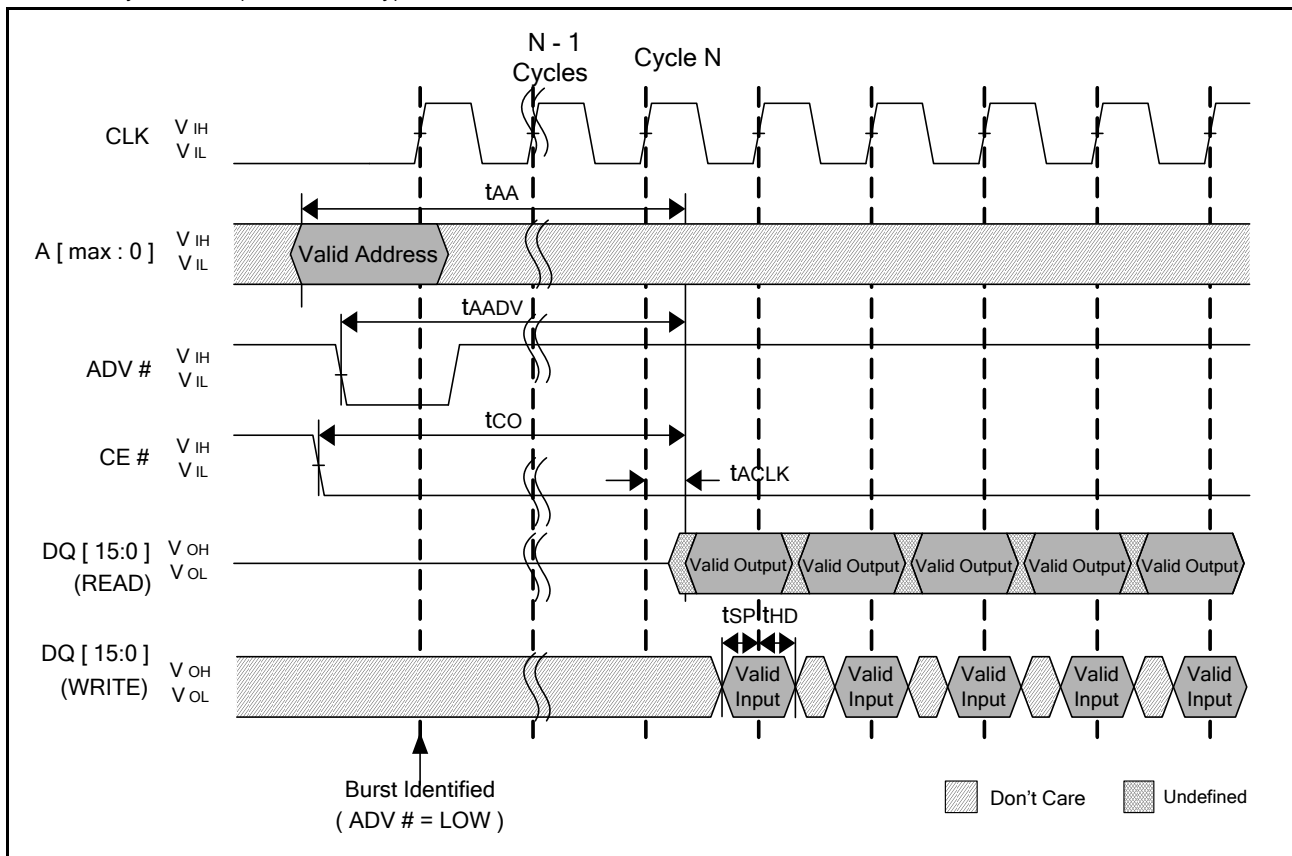 N - 1
Cycles
Cycle N
CLK
V IH
V IL
tAA
A [ max : 0 ]
V IH
V IL
Valid Address
tAADV
ADV #
V IH
V IL
tCO
CE #
V IH
V IL
tACLK
DQ [ 15:0 ]
(READ)
V OH
V OL
Valid Output
Valid Output
Valid Output
Valid Output
Valid Output
tSP
tHD
DQ [ 15:0 ]
(WRITE)
V OH
V OL
Valid
Input
Valid
Input
Valid
Input
Valid
Input
Valid
Input
Burst Identified
( ADV # = LOW )
Don't Care
Undefined